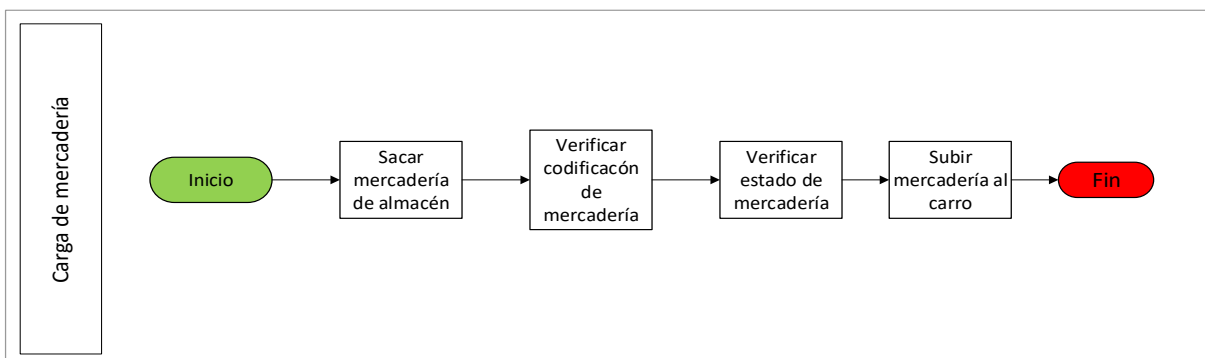 Carga de mercadería
Inicio
Sacar
mercadería
de almacén
Verificar
codificacón
de
mercadería
Verificar
estado de
mercadería
Subir
mercadería al
carro
Fin